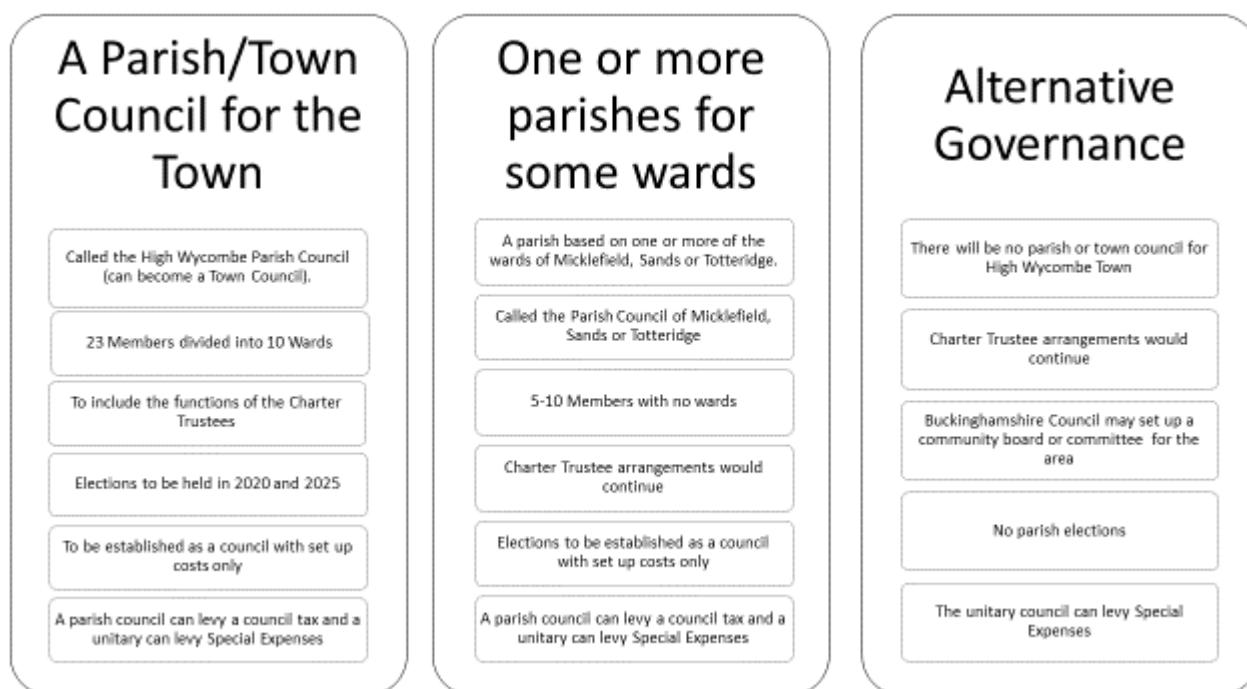 A Parish/Town
Council for the
Town
Called the High Wycombe Parish Council
(can become a Town Council).
23 Members divided into 10 Wards
To include the functions of the Charter
Trustees
Elections to be held in 2020 and 2025
To be established as a council with set up
costs only
A parish council can levy a council tax and a
unitary can levy Special Expenses
One or more
parishes for
some wards
A parish based on one or more of the
wards of Micklefield, Sands or Totteridge.
Called the Parish Council of Micklefield,
Sands or Totteridge
5-10 Members with no wards
Charter Trustee arrangements would
continue
Elections to be established as a council
with set up costs only
A parish council can levy a council tax and a
unitary can levy Special Expenses
Alternative
Governance
There will be no parish or town council for
High Wycombe Town
Charter Trustee arrangements would
continue
Buckinghamshire Council may set up a
community board or committee for the
area
No parish elections
The unitary council can levy Special
Expenses